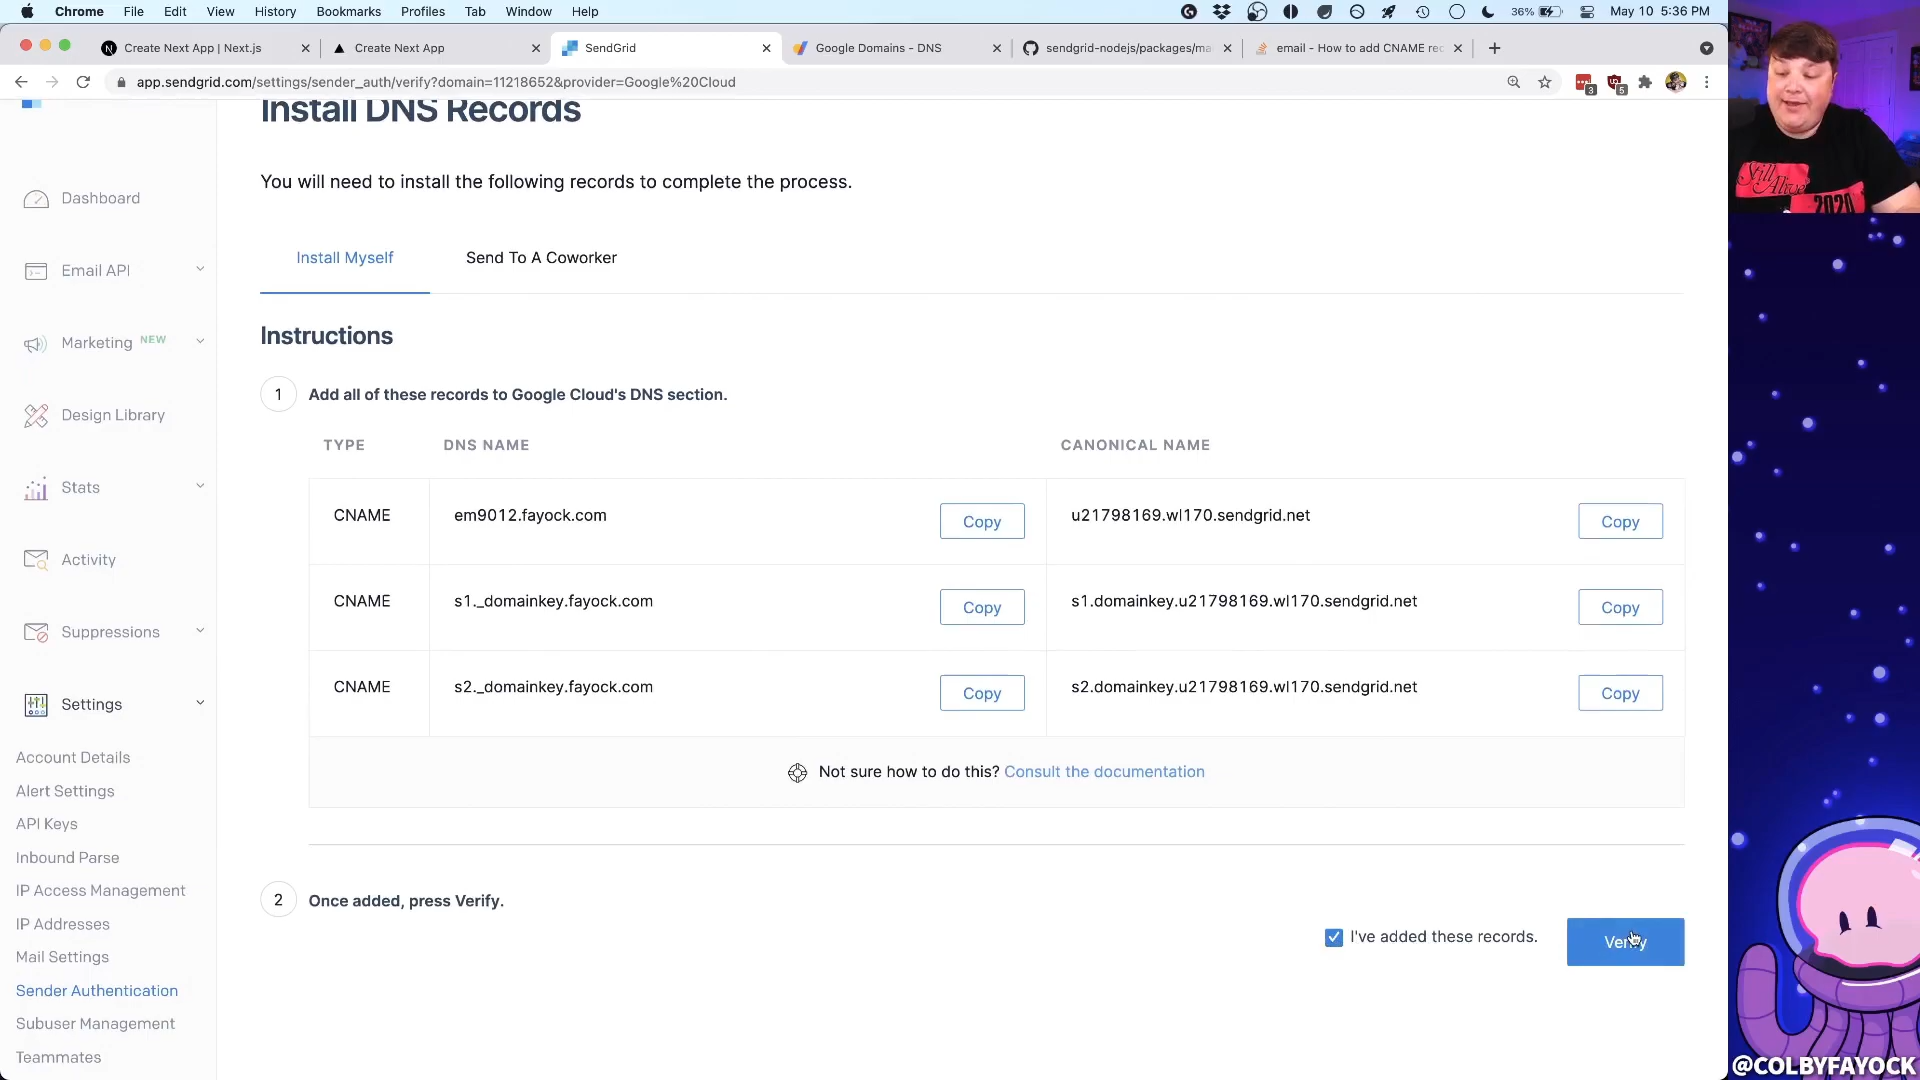 Chrome File Edit View History Bookmarks Profiles Tab Window Help 36% May 10 5:36 PM
Create Next App | Next.js Create Next App SendGrid Google Domains - DNS sendgrid-nodejs/packages/ma email - How to add CNAME rec
app.sendgrid.com/settings/sender_auth/verify?domain=11218652&provider=Google%20Cloud 3 5
Install DNS Records
You will need to install the following records to complete the process.
Install Myself Send To A Coworker
Instructions
1 Add all of these records to Google Cloud's DNS section.
TYPE DNS NAME CANONICAL NAME
CNAME em9012.fayock.com Copy u21798169.wl170.sendgrid.net Copy
CNAME s1._domainkey.fayock.com Copy s1.domainkey.u21798169.wl170.sendgrid.net Copy
CNAME s2._domainkey.fayock.com Copy s2.domainkey.u21798169.wl170.sendgrid.net Copy
Not sure how to do this? Consult the documentation
2 Once added, press Verify.
I've added these records. Verify
Dashboard
Email API
Marketing NEW
Design Library
Stats
Activity
Suppressions
Settings
Account Details
Alert Settings
API Keys
Inbound Parse
IP Access Management
IP Addresses
Mail Settings
Sender Authentication
Subuser Management
Teammates
Still
Alive
2020
@COLBYFAYOCK